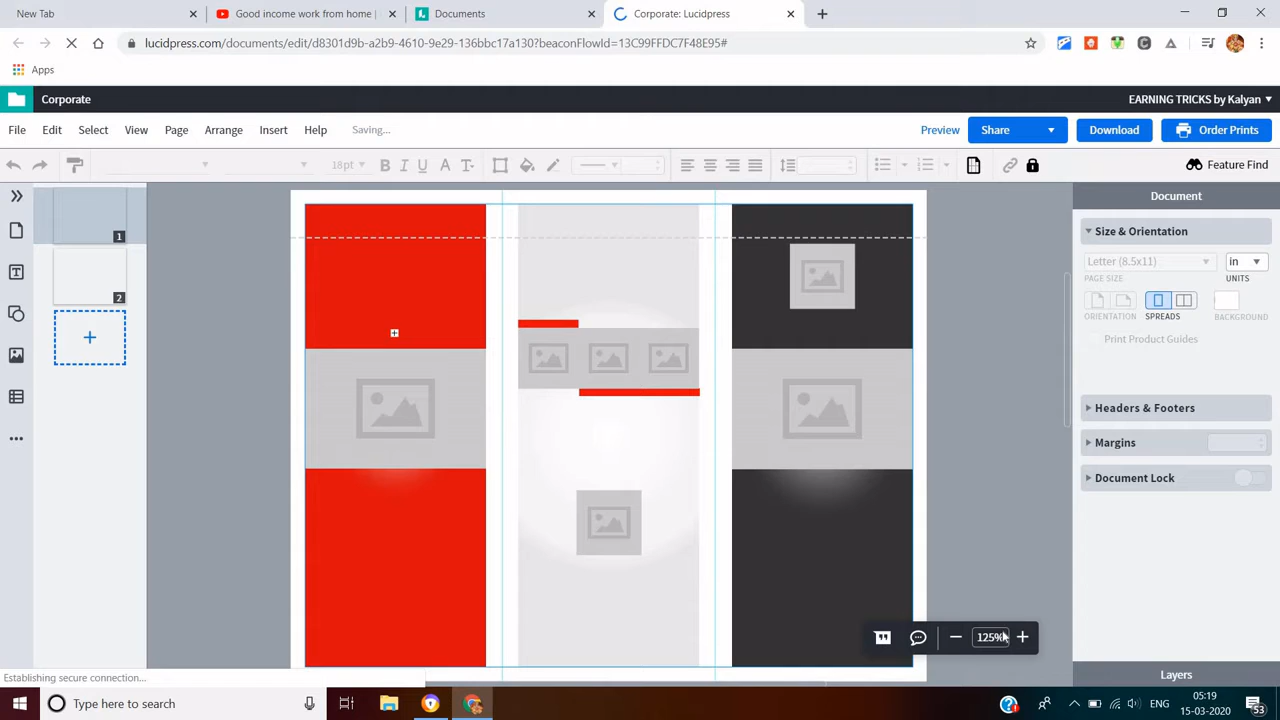 New Tab
Good income work from home |
Documents
Corporate: Lucidpress
lucidpress.com/documents/edit/d8301d9b-a2b9-4610-9e29-136bbc17a130?beaconFlowId=13C99FFDC7F48E95#
Apps
Corporate
EARNING TRICKS by Kalyan
File Edit Select View Page Arrange Insert Help Saving...
Preview Share Download Order Prints
18pt B I U A T Feature Find
Document
1
Size & Orientation
Letter (8.5x11) in
PAGE SIZE UNITS
2
ORIENTATION SPREADS BACKGROUND
Print Product Guides
Headers & Footers
Margins
Document Lock
125%
Layers
Establishing secure connection...
Type here to search
ENG
05:19
15-03-2020
53